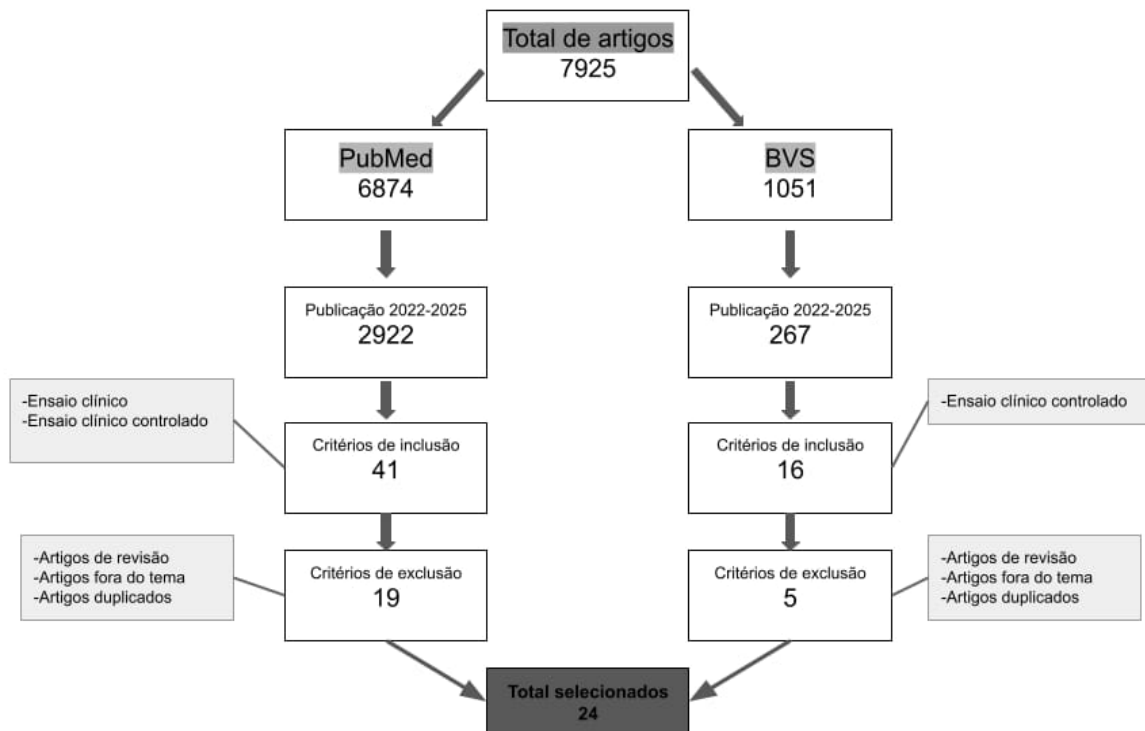 Total de artigos
7925
PubMed
6874
BVS
1051
Publicação 2022-2025
2922
Publicação 2022-2025
267
-Ensaio clínico
-Ensaio clínico controlado
Critérios de inclusão
41
Critérios de inclusão
16
-Ensaio clínico controlado
-Artigos de revisão
-Artigos fora do tema
-Artigos duplicados
Critérios de exclusão
19
Critérios de exclusão
5
-Artigos de revisão
-Artigos fora do tema
-Artigos duplicados
Total selecionados
24